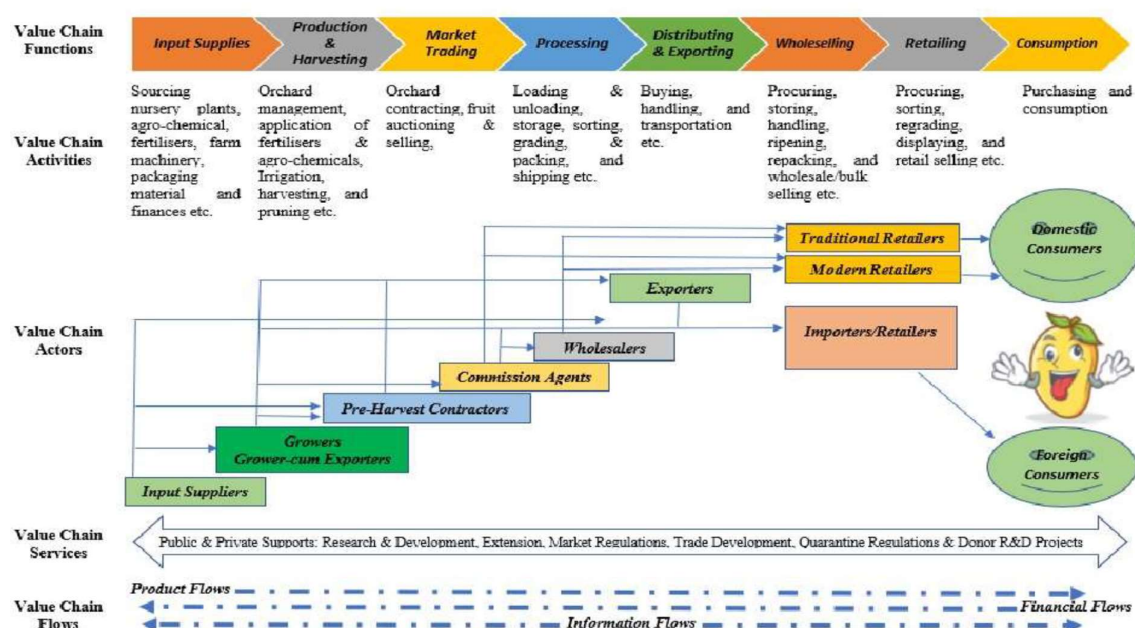 Value Chain
Functions
Input Supplies
Production
&
Harvesting
Market
Trading
Processing
Distributing
& Exporting
Wholeselling
Retailing
Consumption
Value Chain
Activities
Sourcing
nursery plants,
agro-chemical,
fertilisers, farm
machinery,
packaging
material and
finances etc.
Orchard
management,
application of
fertilisers &
agro-chemicals,
Irrigation,
harvesting, and
pruning etc.
Orchard
contracting, fruit
auctioning &
selling,
Loading &
unloading,
storage, sorting,
grading &
packing, and
shipping etc.
Buying,
handling, and
transportation
etc.
Procuring,
storing,
handling,
ripening,
repacking, and
wholesale/bulk
selling etc.
Procuring,
sorting,
regrading,
displaying, and
retail selling etc.
Purchasing and
consumption
Value Chain
Actors
Traditional Retailers
Modern Retailers
Domestic
Consumers
Exporters
Importers/Retailers
Wholesalers
Commission Agents
Pre-Harvest Contractors
Growers
Grower-cum Exporters
Input Suppliers
Foreign
Consumers
Value Chain
Services
Public & Private Supports: Research & Development, Extension, Market Regulations, Trade Development, Quarantine Regulations & Donor R&D Projects
Value Chain
Flows
Product Flows
Financial Flows
Information Flows